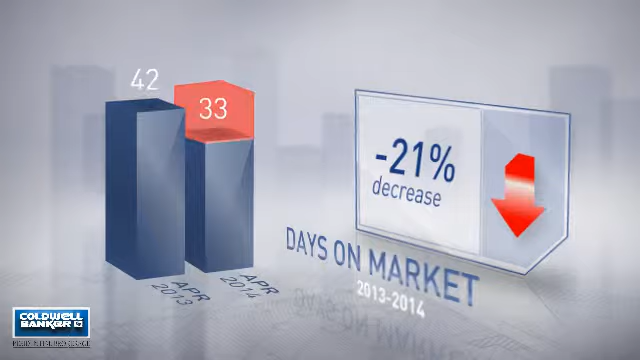 42
33
-21%
decrease
DAYS ON MARKET
2013-2014
APR
2013
APR
2014
COLDWELL
BANKER